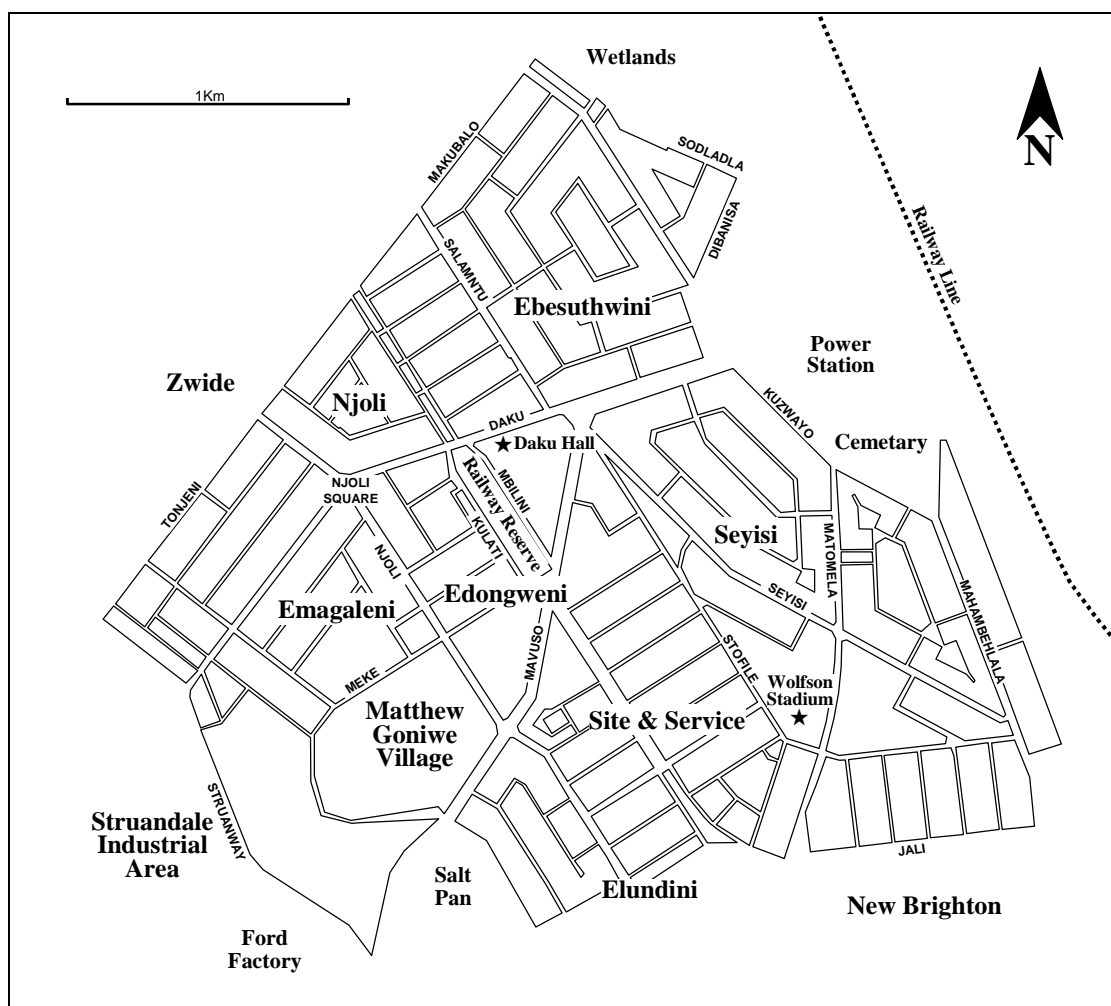 Wetlands
1Km
N
MAKUBALO
SODLADLA
DIBANISA
SALAMNTU
Railway Line
Ebesuthwini
Power
Station
Zwide
Njoli
KUZWAYO
DAKU
Daku Hall
Cemetary
NJOLI
SQUARE
TONJENI
MBILINI
Railway Reserve
KULATI
NJOLI
Seyisi
MATOMELA
Emagaleni
Edongweni
SEYISI
MAHAMBEHLALA
MAVUSO
STOFILE
MEKE
Wolfson
Stadium
Matthew
Goniwe
Village
Site & Service
STRUANWAY
Struandale
Industrial
Area
JALI
Salt
Pan
Elundini
New Brighton
Ford
Factory